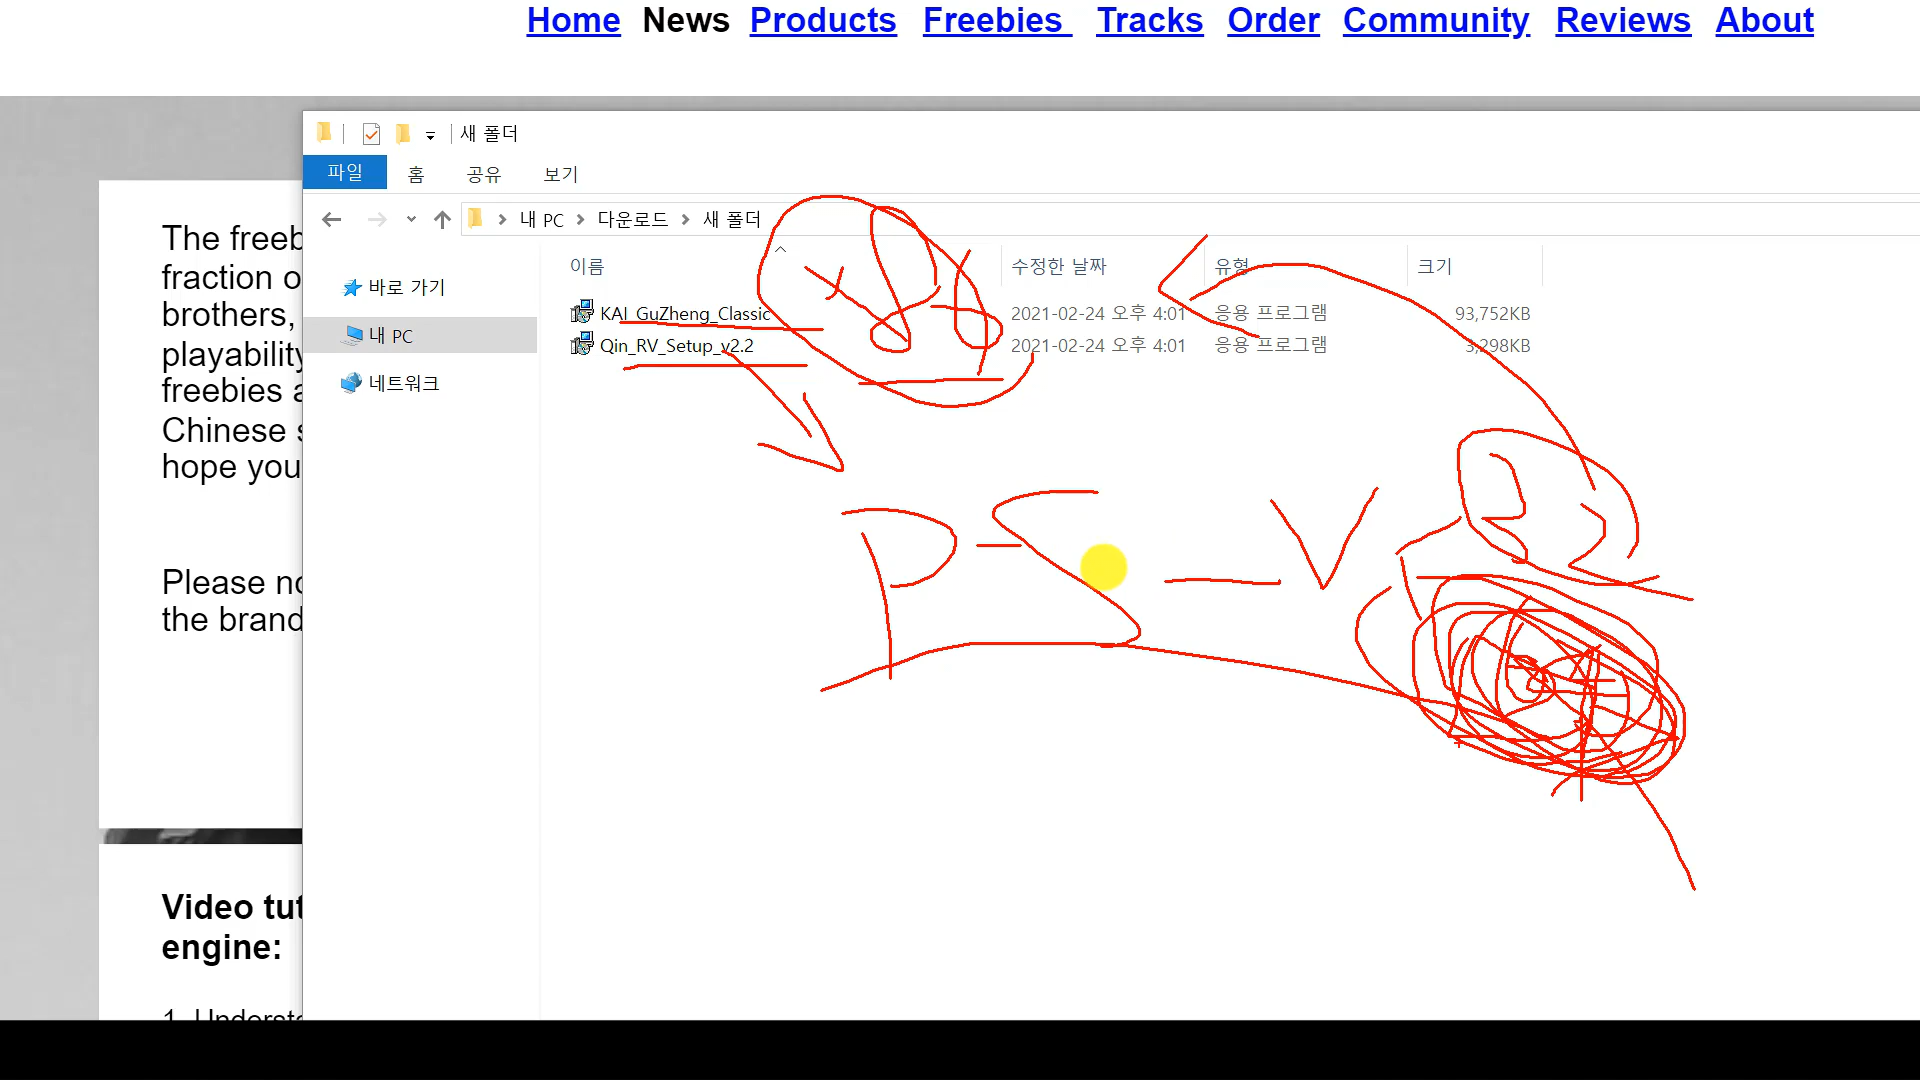 Home News Products Freebies Tracks Order Community Reviews About
새 폴더
파일 홈 공유 보기
내 PC 다운로드 새 폴더
이름 수정한 날짜 유형 크기
바로 가기
내 PC
네트워크
KAI_GuZheng_Classic 2021-02-24 오후 4:01 응용 프로그램 93,752KB
Qin_RV_Setup_v2.2 2021-02-24 오후 4:01 응용 프로그램 3,298KB
x86
PS-V
32
The freeb
fraction o
brothers,
playability
freebies a
Chinese s
hope you
Please no
the brand
Video tut
engine:
1. Understa